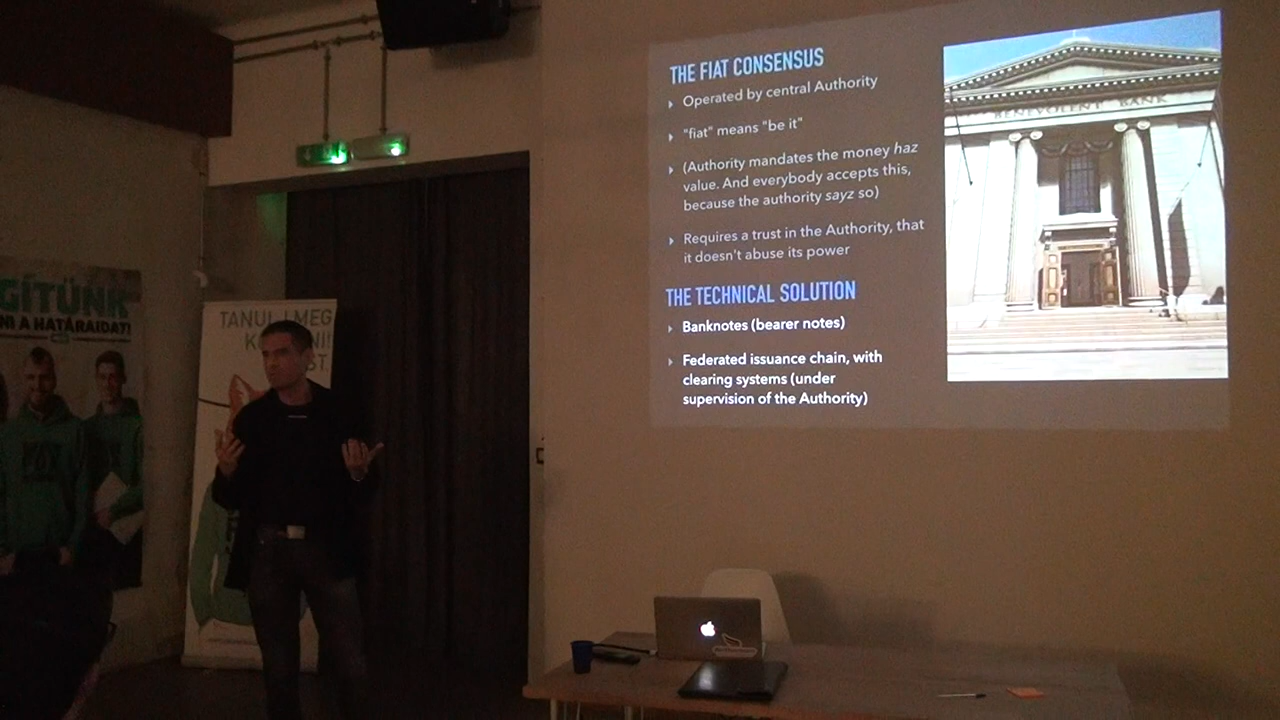 THE FIAT CONSENSUS
Operated by central Authority
"fiat" means "be it"
(Authority mandates the money haz
value. And everybody accepts this,
because the authority sayz so)
Requires a trust in the Authority, that
it doesn't abuse its power
THE TECHNICAL SOLUTION
Banknotes (bearer notes)
Federated issuance chain, with
clearing systems (under
supervision of the Authority)
BENEVOLENT BANK
GÍTÜNK
NI A HATÁRAIDAT!
TANULJ MEG